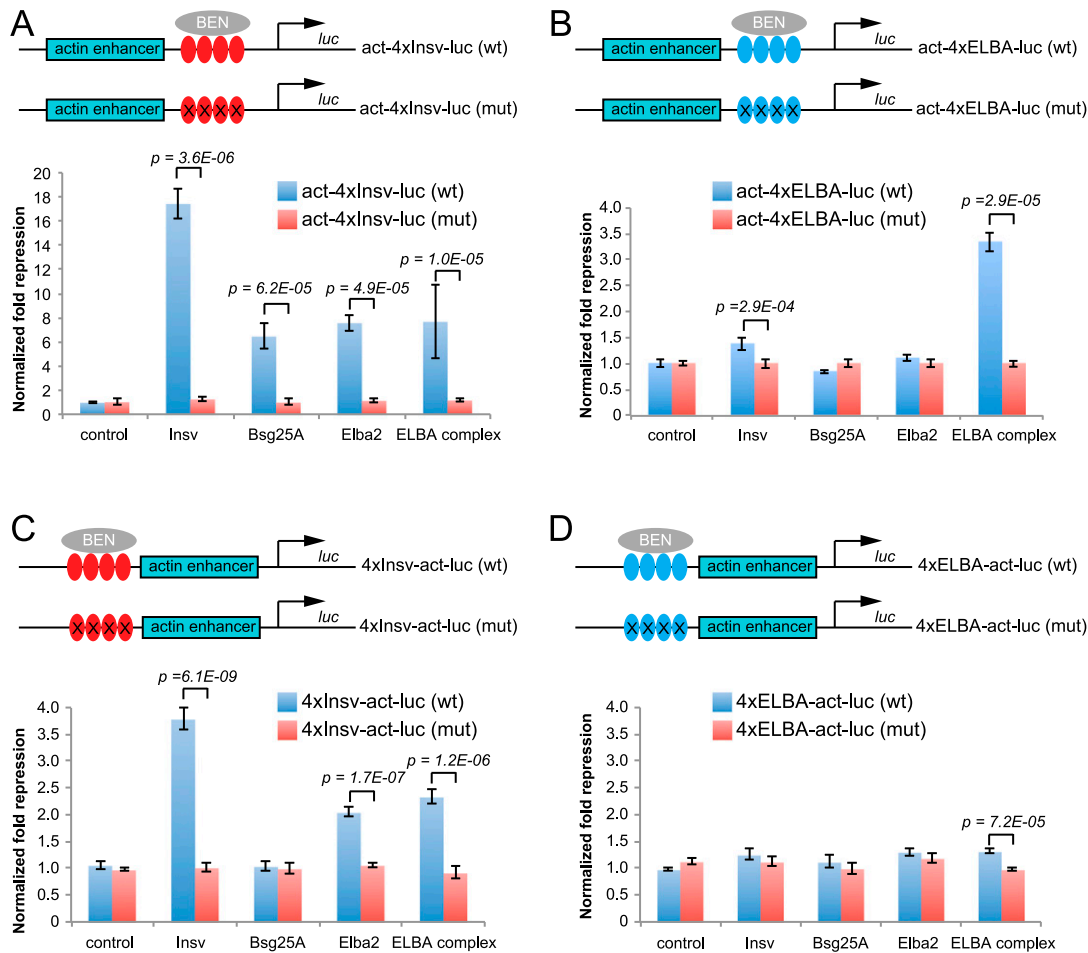 A
BEN
actin enhancer
luc
act-4xInsv-luc (wt)
actin enhancer
X X X X
luc
act-4xInsv-luc (mut)
Normalized fold repression
20
18
16
14
12
10
8
6
4
2
0
p = 3.6E-06
p = 6.2E-05
p = 4.9E-05
p = 1.0E-05
act-4xInsv-luc (wt)
act-4xInsv-luc (mut)
control
Insv
Bsg25A
Elba2
ELBA complex
B
BEN
actin enhancer
luc
act-4xELBA-luc (wt)
actin enhancer
X X X X
luc
act-4xELBA-luc (mut)
Normalized fold repression
4.0
3.5
3.0
2.5
2.0
1.5
1.0
0.5
0
p =2.9E-04
p =2.9E-05
act-4xELBA-luc (wt)
act-4xELBA-luc (mut)
control
Insv
Bsg25A
Elba2
ELBA complex
C
BEN
actin enhancer
luc
4xInsv-act-luc (wt)
X X X X
actin enhancer
luc
4xInsv-act-luc (mut)
Normalized fold repression
4.0
3.5
3.0
2.5
2.0
1.5
1.0
0.5
0
p =6.1E-09
p = 1.7E-07
p = 1.2E-06
4xInsv-act-luc (wt)
4xInsv-act-luc (mut)
control
Insv
Bsg25A
Elba2
ELBA complex
D
BEN
actin enhancer
luc
4xELBA-act-luc (wt)
X X X X
actin enhancer
luc
4xELBA-act-luc (mut)
Normalized fold repression
4.0
3.5
3.0
2.5
2.0
1.5
1.0
0.5
0
p = 7.2E-05
4xELBA-act-luc (wt)
4xELBA-act-luc (mut)
control
Insv
Bsg25A
Elba2
ELBA complex